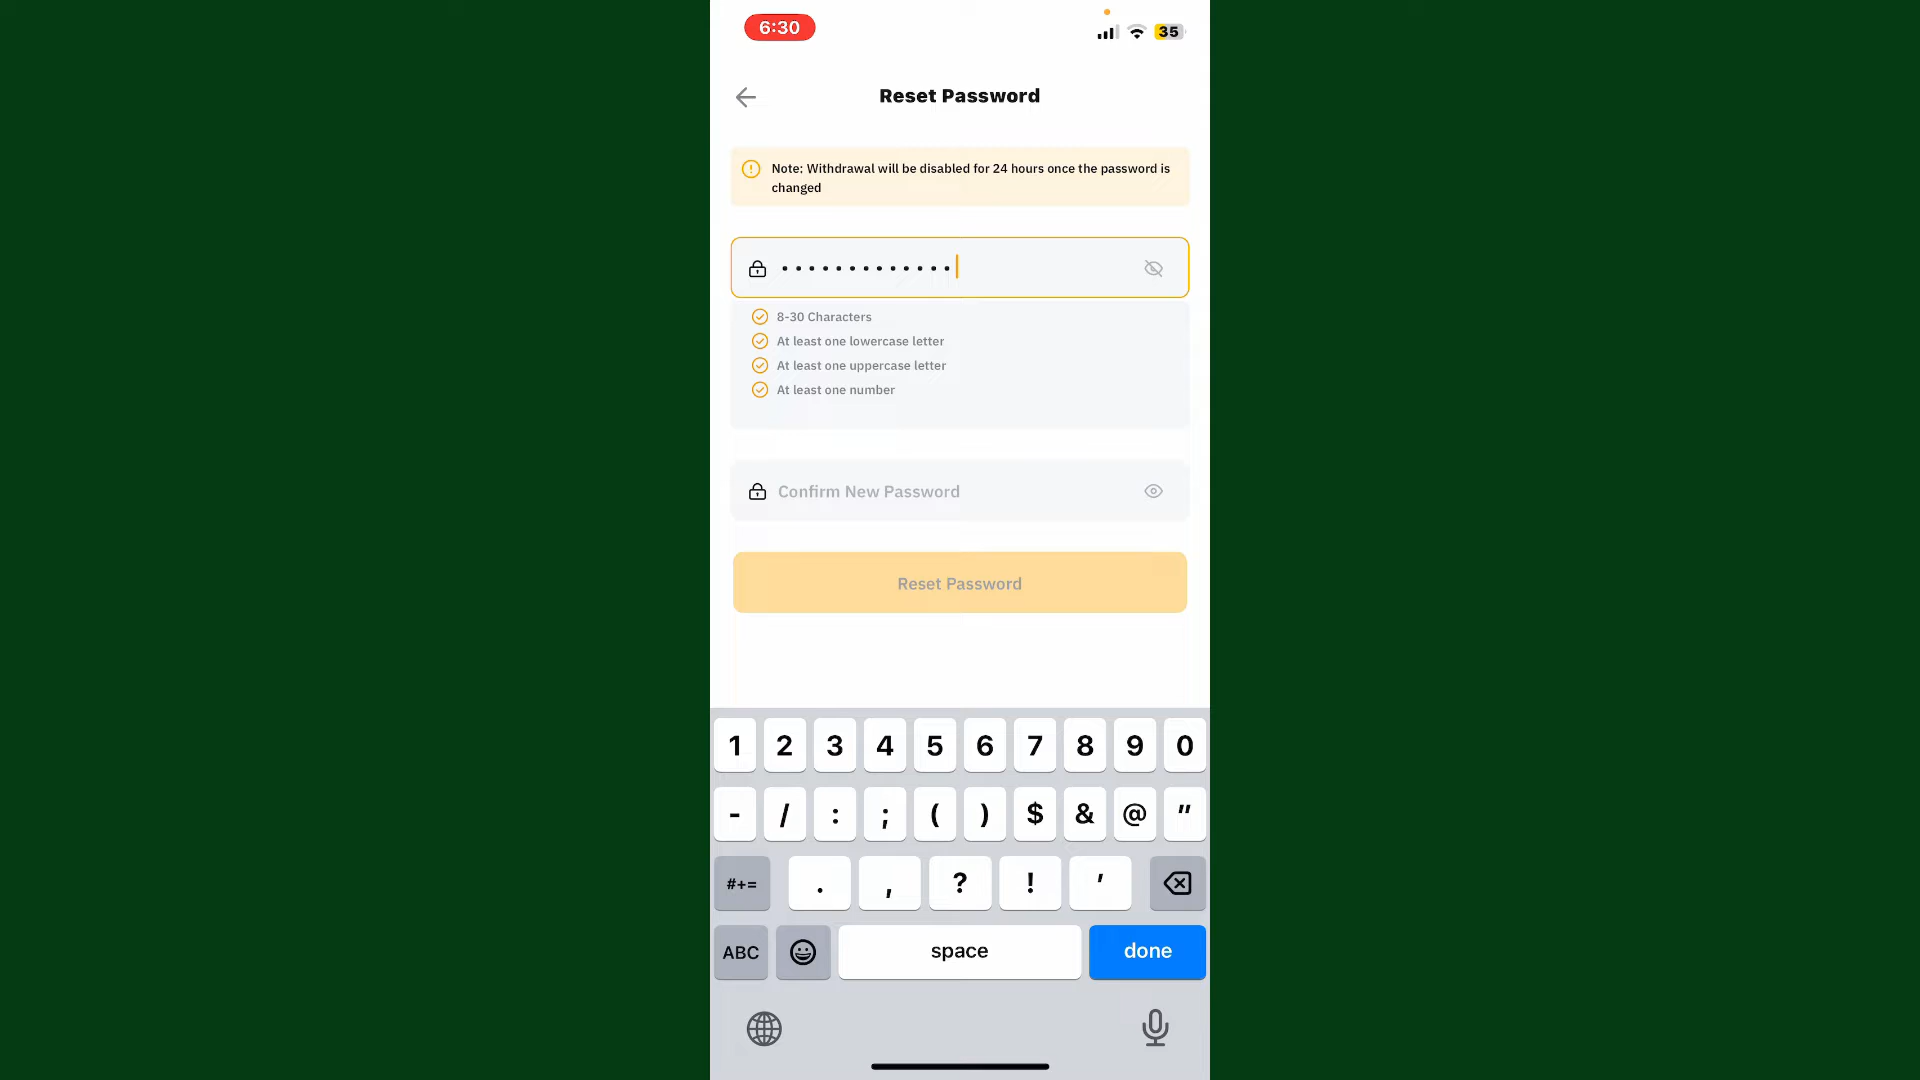 6:30
35
Reset Password
Note: Withdrawal will be disabled for 24 hours once the password is
changed
•••••••••••••
8-30 Characters
At least one lowercase letter
At least one uppercase letter
At least one number
Confirm New Password
Reset Password
1 2 3 4 5 6 7 8 9 0
- / : ; ( ) $ & @ "
#+= . , ? ! '
ABC space done